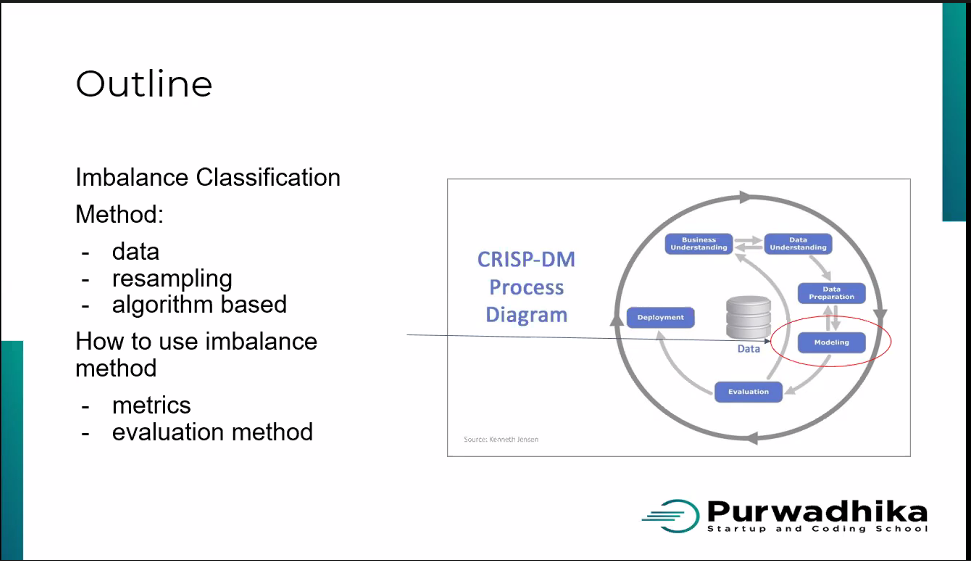 Outline
Imbalance Classification
Method:
- data
- resampling
- algorithm based
How to use imbalance
method
- metrics
- evaluation method
CRISP-DM
Process
Diagram
Business
Understanding
Data
Understanding
Data
Preparation
Modeling
Evaluation
Deployment
Data
Source: Kenneth Jensen
Purwadhika
Startup and Coding School